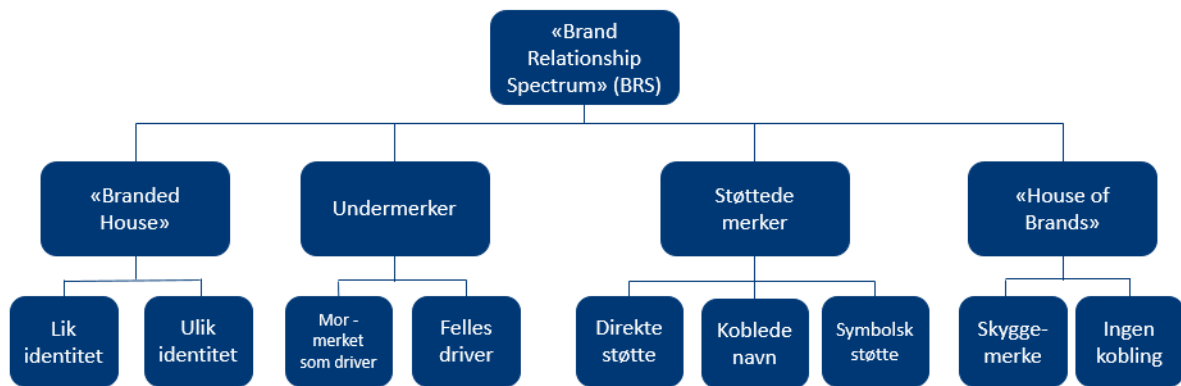 «Brand
Relationship
Spectrum» (BRS)
«Branded
House»
Undermerker
Støttede
merker
«House of
Brands»
Lik
identitet
Ulik
identitet
Mor -
merket
som driver
Felles
driver
Direkte
støtte
Koblede
navn
Symbolsk
støtte
Skygge-
merke
Ingen
kobling